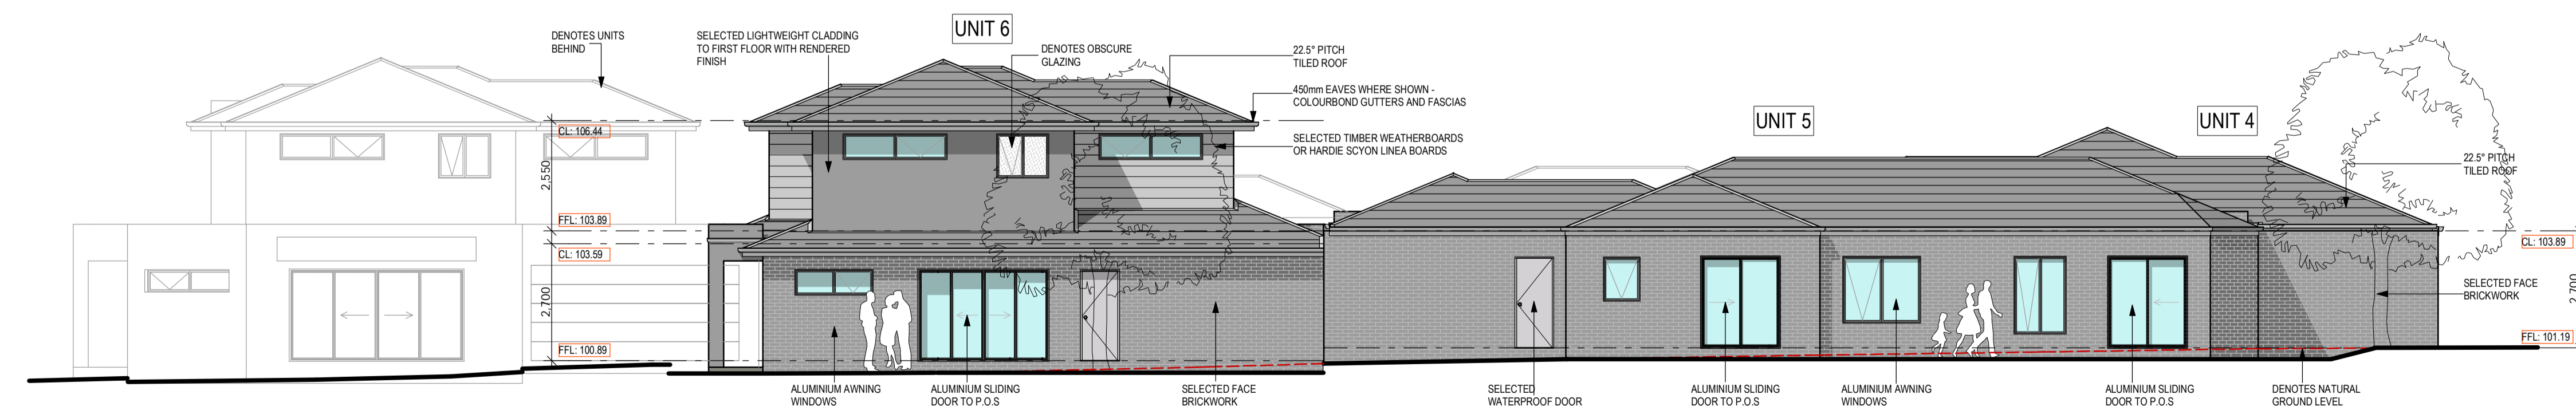 UNIT 6
DENOTES UNITS
BEHIND
SELECTED LIGHTWEIGHT CLADDING
TO FIRST FLOOR WITH RENDERED
FINISH
DENOTES OBSCURE
GLAZING
22.5° PITCH
TILED ROOF
450mm EAVES WHERE SHOWN -
COLOURBOND GUTTERS AND FASCIAS
SELECTED TIMBER WEATHERBOARDS
OR HARDIE SCYON LINEA BOARDS
UNIT 5
UNIT 4
22.5° PITCH
TILED ROOF
CL: 106.44
2,550
FFL: 103.89
CL: 103.59
2,700
FFL: 100.89
CL: 103.89
SELECTED FACE
BRICKWORK
2,700
FFL: 101.19
ALUMINIUM AWNING
WINDOWS
ALUMINIUM SLIDING
DOOR TO P.O.S
SELECTED FACE
BRICKWORK
SELECTED
WATERPROOF DOOR
ALUMINIUM SLIDING
DOOR TO P.O.S
ALUMINIUM AWNING
WINDOWS
ALUMINIUM SLIDING
DOOR TO P.O.S
DENOTES NATURAL
GROUND LEVEL